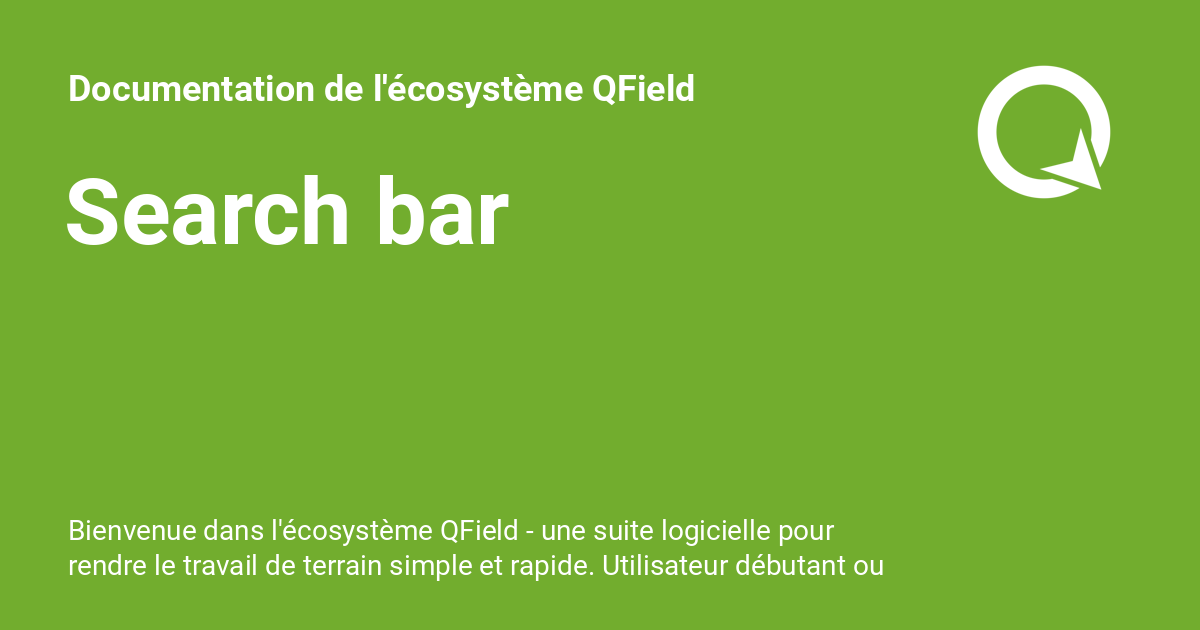 Documentation de l'écosystème QField
Search bar
Bienvenue dans l'écosystème QField - une suite logicielle pour
rendre le travail de terrain simple et rapide. Utilisateur débutant ou